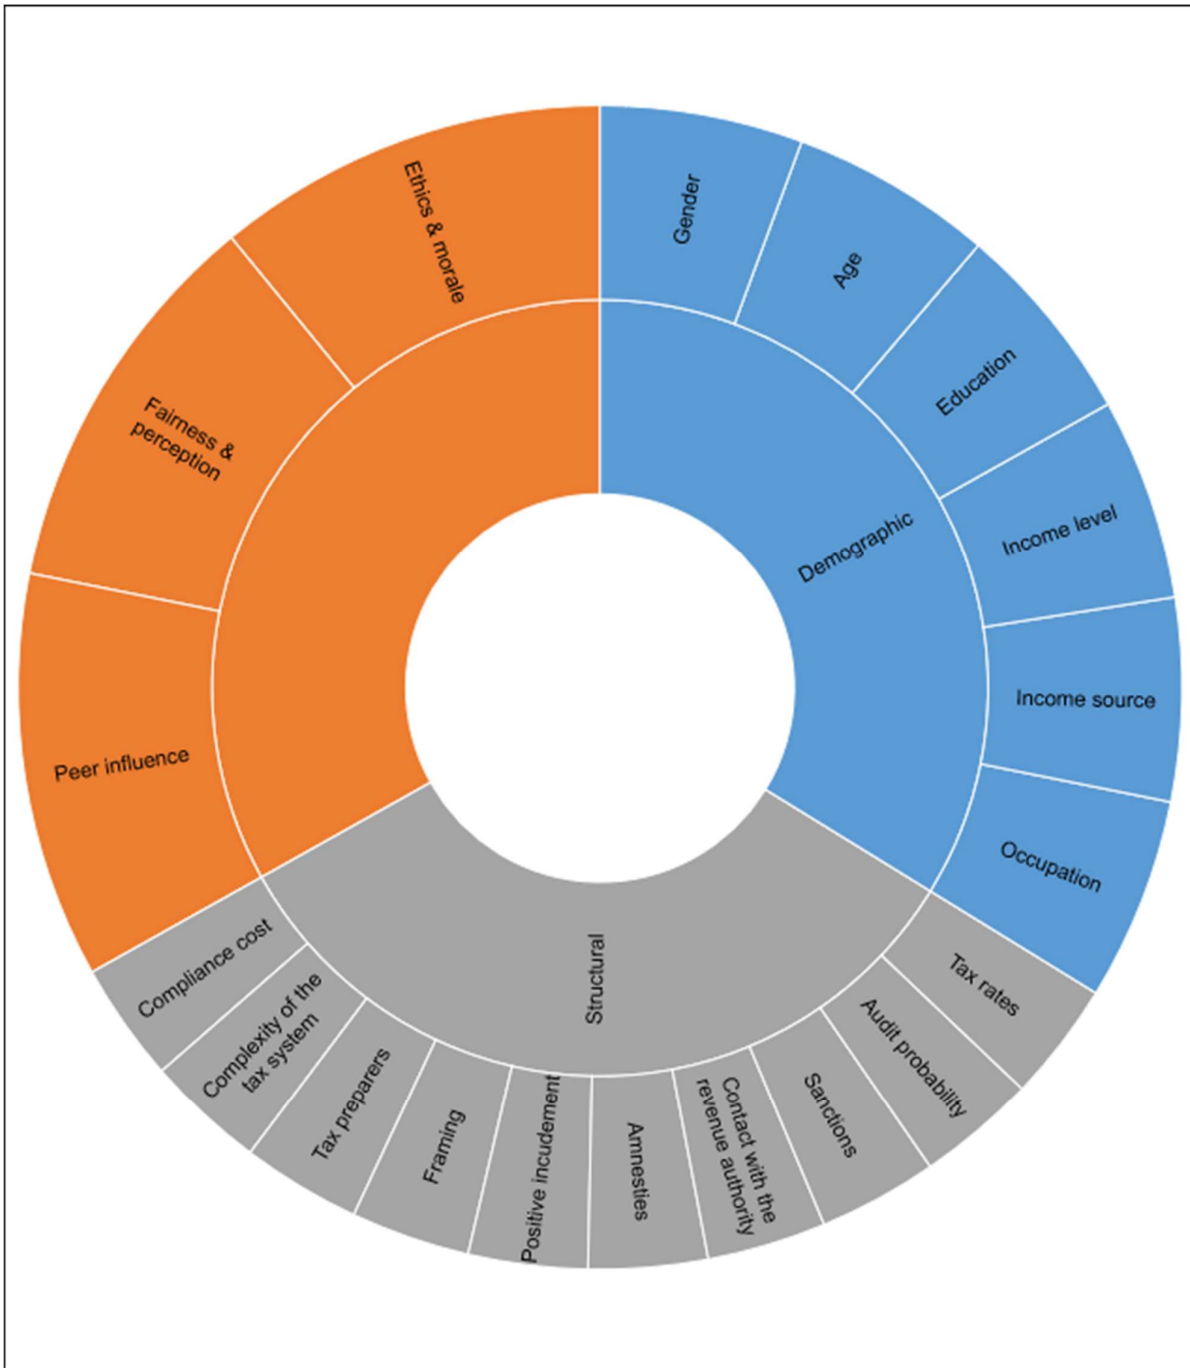 Ethics & morale
Gender
Age
Education
Income level
Income source
Occupation
Demographic
Fairness &
perception
Peer influence
Structural
Compliance cost
Complexity of the
tax system
Tax preparers
Framing
Positive incudement
Amnesties
Contact with the
revenue authority
Sanctions
Audit probability
Tax rates